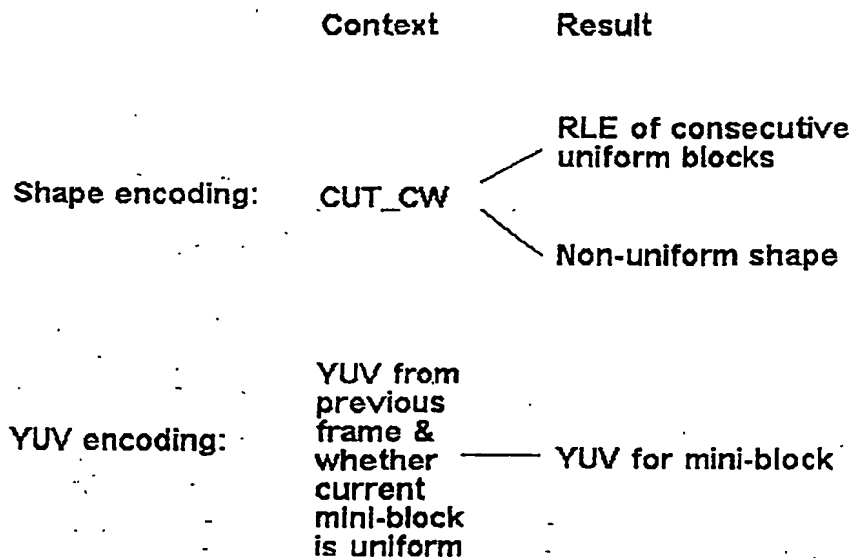 Context Result
RLE of consecutive
uniform blocks
Shape encoding: CUT_CW
Non-uniform shape
YUV from
previous
frame &
YUV encoding: whether YUV for mini-block
current
mini-block
is uniform